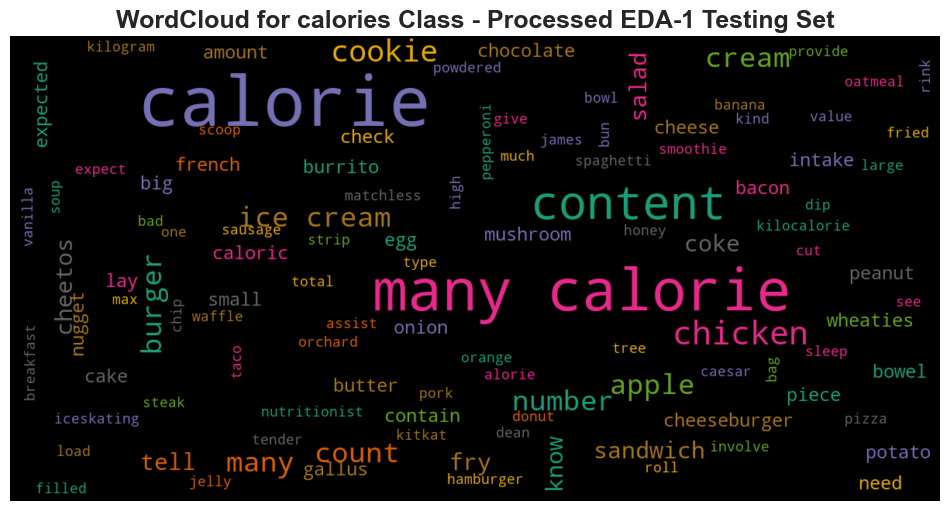 WordCloud for calories Class - Processed EDA-1 Testing Set
kilogram
amount
cookie
chocolate
cream
provide
expected
powdered
salad
oatmeal
rink
calorie
bowl
banana
scoop
check
pepperoni
give
james
bun
cheese
kind
value
fried
expect
french
burrito
much
spaghetti
smoothie
intake
large
vanilla
soup
big
matchless
high
content
bacon
dip
bad
one
ice cream
sausage
strip
egg
mushroom
honey
coke
kilocalorie
cheetos
burger
caloric
type
cut
lay
max
total
many calorie
peanut
nugget
chip
small
waffle
see
assist
onion
chicken
wheaties
breakfast
orchard
taco
orange
tree
sleep
cake
butter
alorie
apple
caesar
bag
bowel
steak
pork
number
piece
iceskating
nutritionist
contain
donut
cheeseburger
pizza
load
tender
kitkat
dean
know
sandwich
involve
potato
tell
many
count
gallus
fry
roll
filled
jelly
hamburger
need